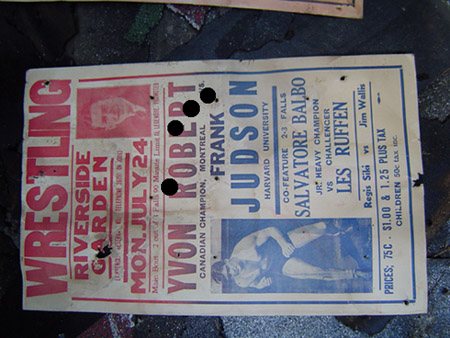 WRESTLING
RIVERSIDE
GARDEN
MON. JULY 24
YVON ROBERT
CANADIAN CHAMPION, MONTREAL
VS.
FRANK
JUDSON
HARVARD UNIVERSITY
CO-FEATURE 2-3 FALLS
SALVATORE BALBO
JR. HEAVY CHAMPION
VS CHALLENGER
LES RUFFEN
Regis Siki vs Jim Wallis
PRICES; 75C - $1.00 & 1.25 PLUS TAX
CHILDREN 50c TAX 10C.